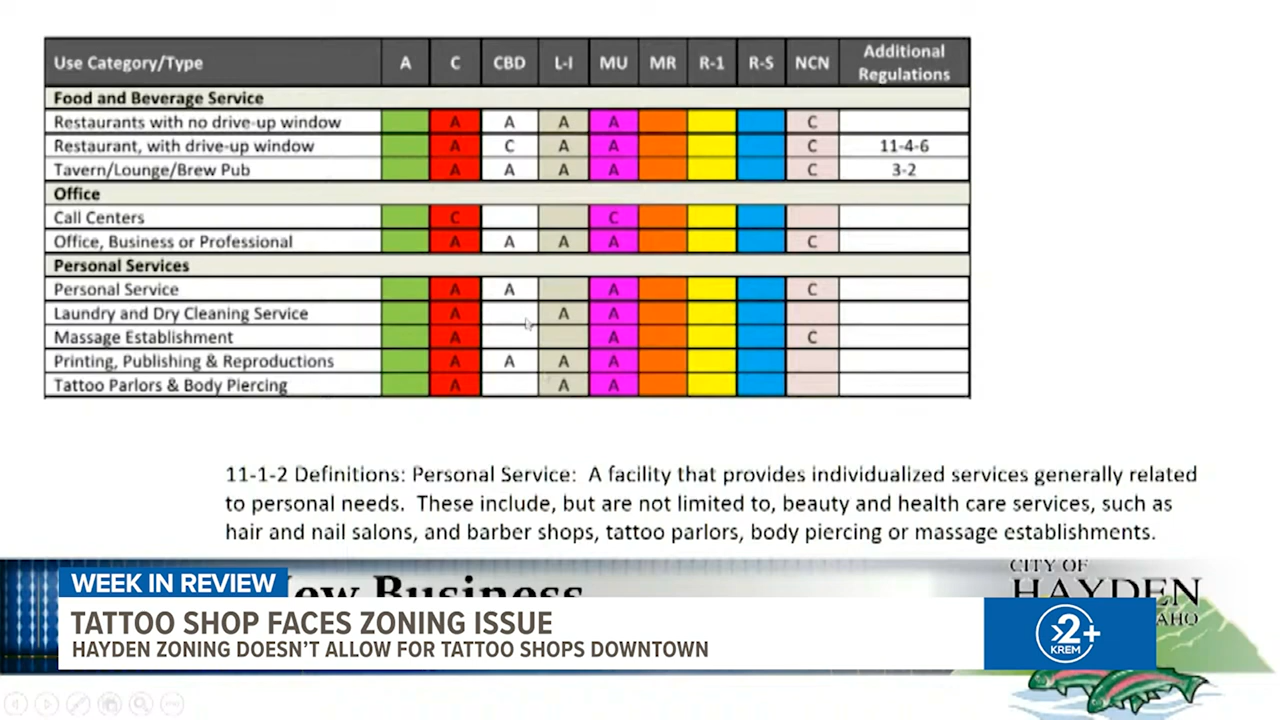 Use Category/Type A C CBD L-I MU MR R-1 R-S NCN Additional Regulations
Food and Beverage Service
Restaurants with no drive-up window A A A A C
Restaurant, with drive-up window A C A A C 11-4-6
Tavern/Lounge/Brew Pub A A A A C 3-2
Office
Call Centers C C
Office, Business or Professional A A A A C
Personal Services
Personal Service A A A C
Laundry and Dry Cleaning Service A A A
Massage Establishment A A C
Printing, Publishing & Reproductions A A A A
Tattoo Parlors & Body Piercing A A A
11-1-2 Definitions: Personal Service: A facility that provides individualized services generally related
to personal needs. These include, but are not limited to, beauty and health care services, such as
hair and nail salons, and barber shops, tattoo parlors, body piercing or massage establishments.
CITY OF
HAYDEN
WEEK IN REVIEW
Business
TATTOO SHOP FACES ZONING ISSUE
HAYDEN ZONING DOESN'T ALLOW FOR TATTOO SHOPS DOWNTOWN
2+
KREM